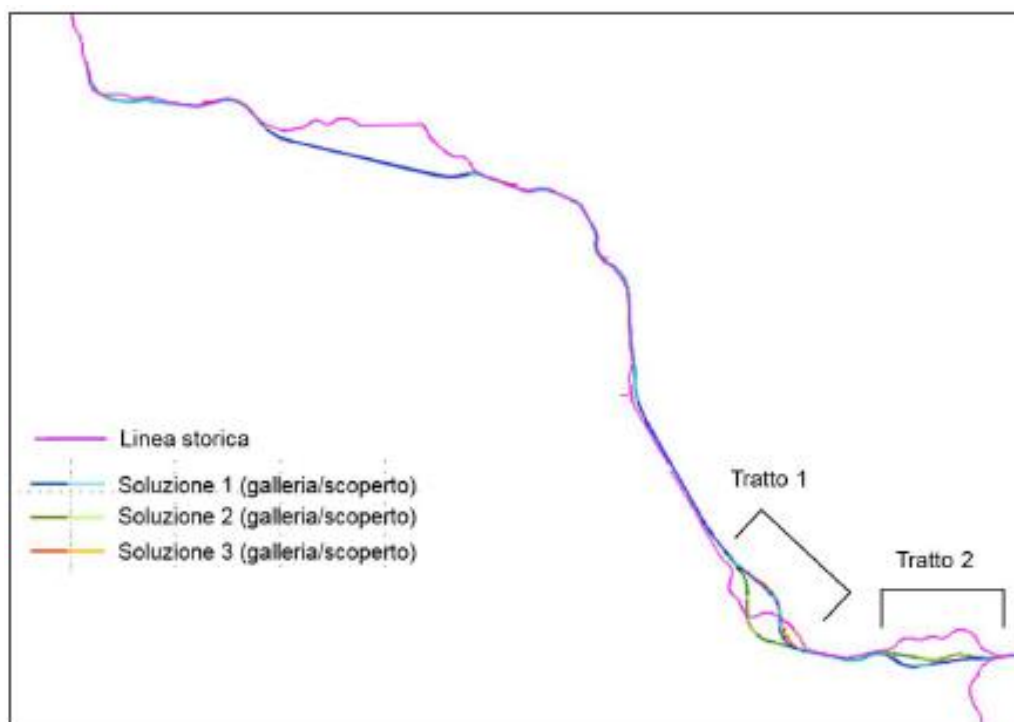 Linea storica
Soluzione 1 (galleria/scoperto)
Soluzione 2 (galleria/scoperto)
Soluzione 3 (galleria/scoperto)
Tratto 1
Tratto 2